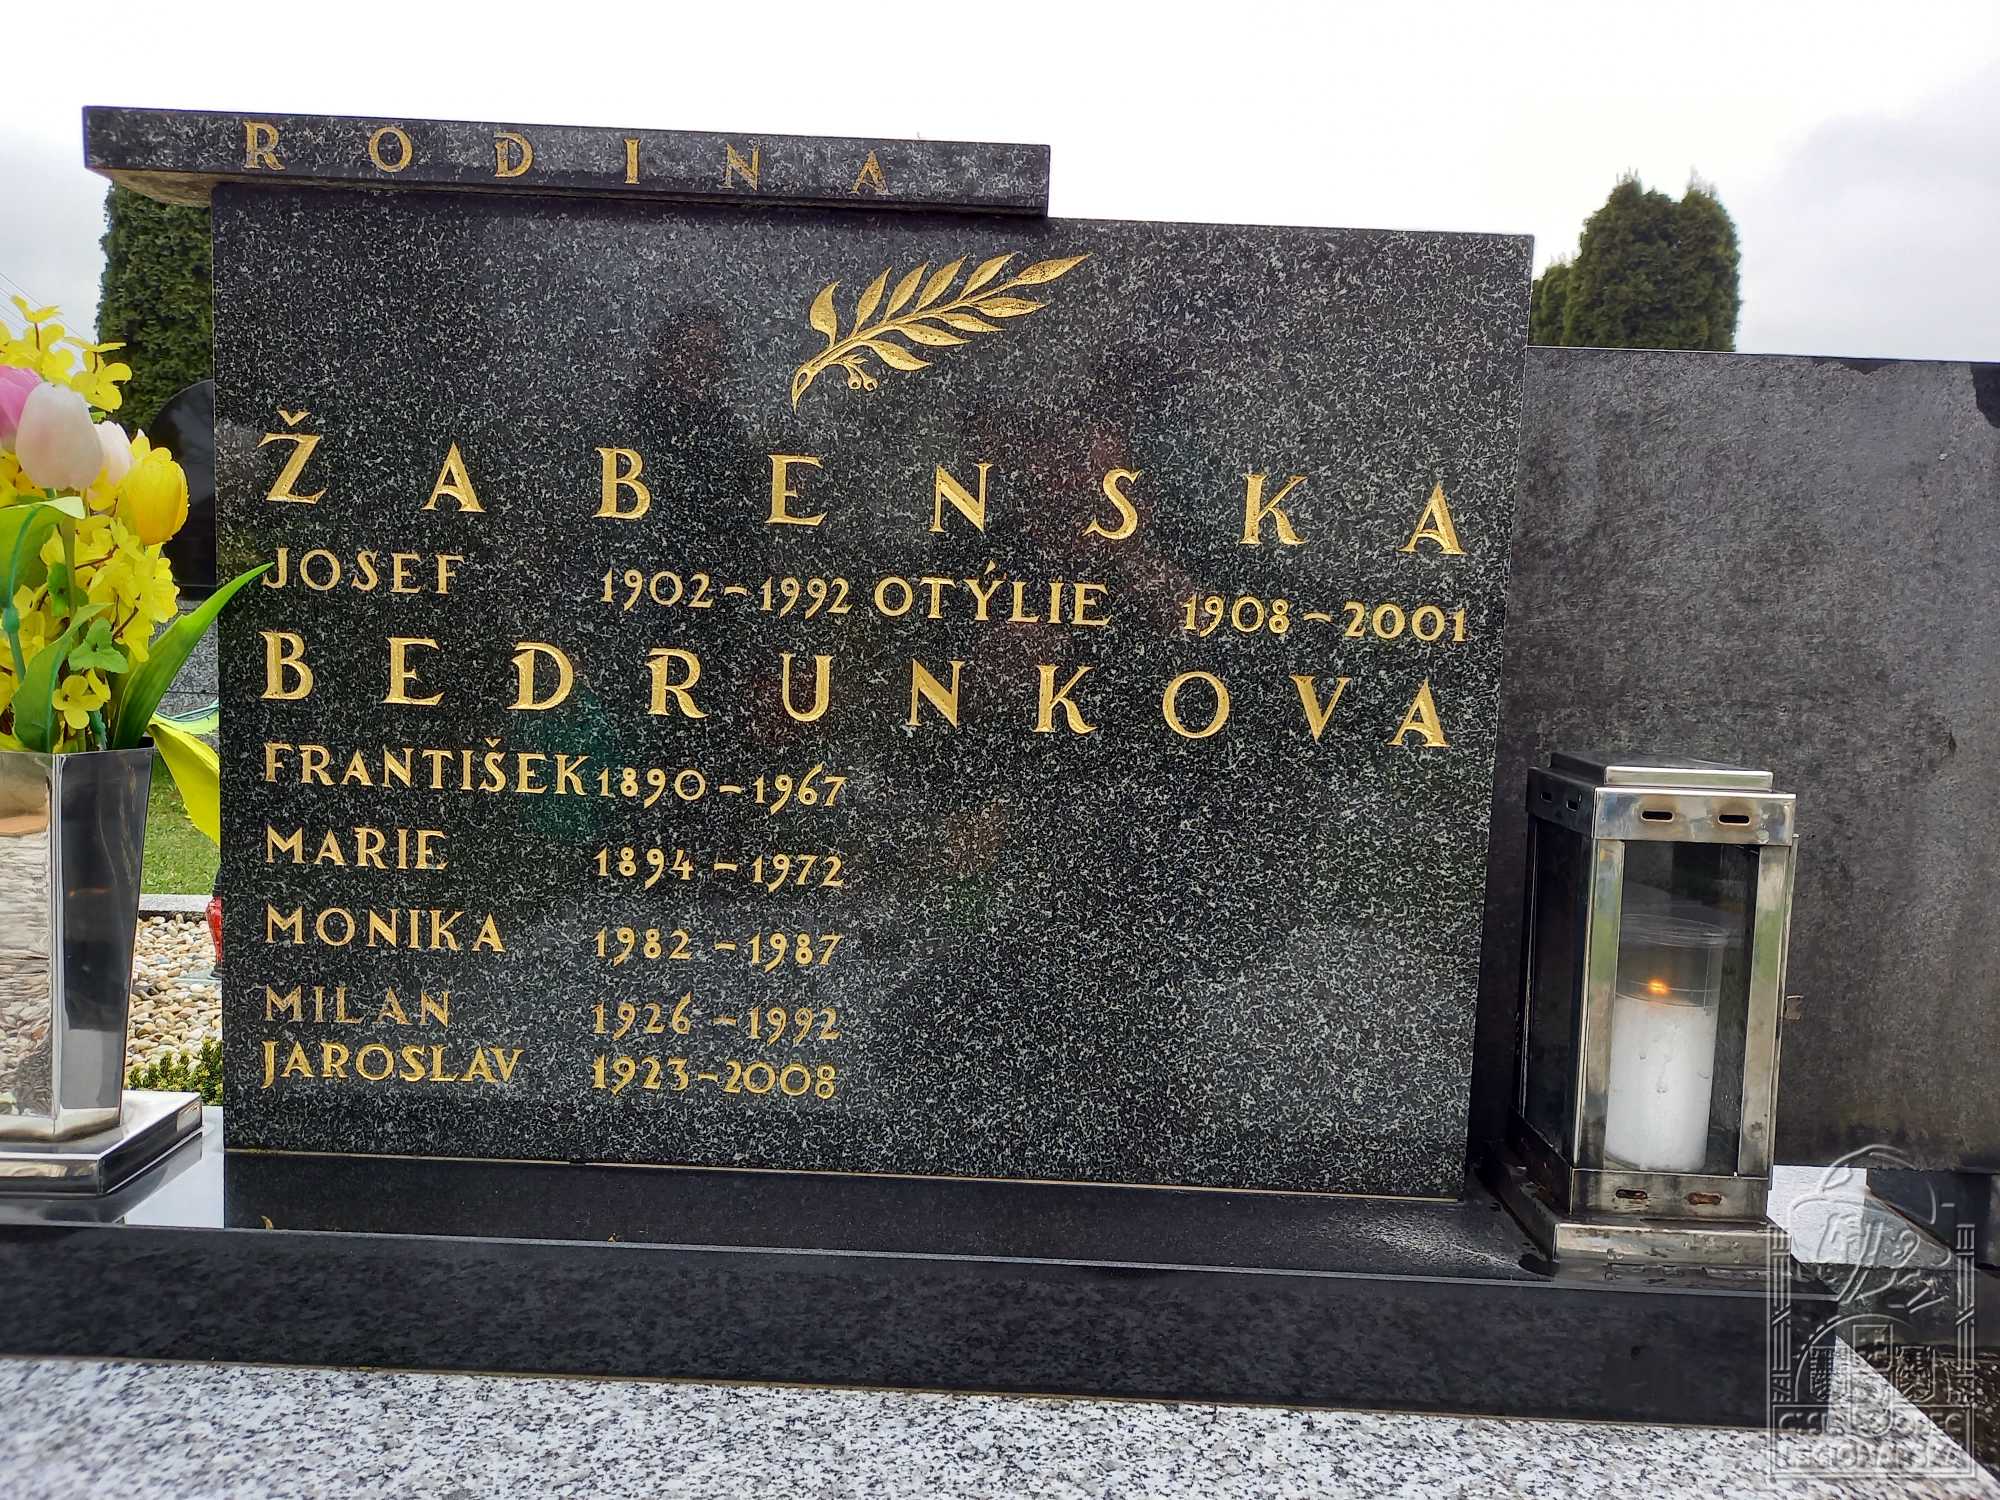 RODINA
ŽABENSKA
JOSEF 1902-1992 OTÝLIE 1908-2001
BEDRUNKOVA
FRANTIŠEK 1890-1967
MARIE 1894-1972
MONIKA 1982-1987
MILAN 1926-1992
JAROSLAV 1923-2008
LEGIONÁŘSKÁ